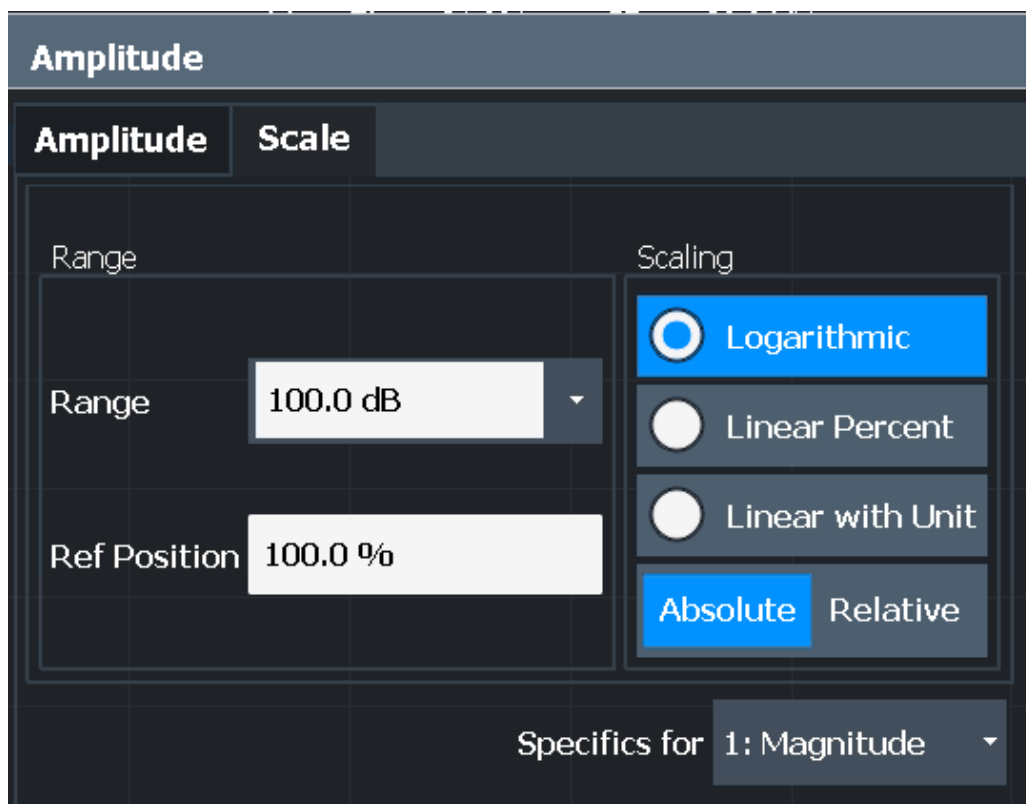 Amplitude
Amplitude Scale
Range
Scaling
Logarithmic
Range 100.0 dB
Linear Percent
Linear with Unit
Ref Position 100.0 %
Absolute Relative
Specifics for 1: Magnitude